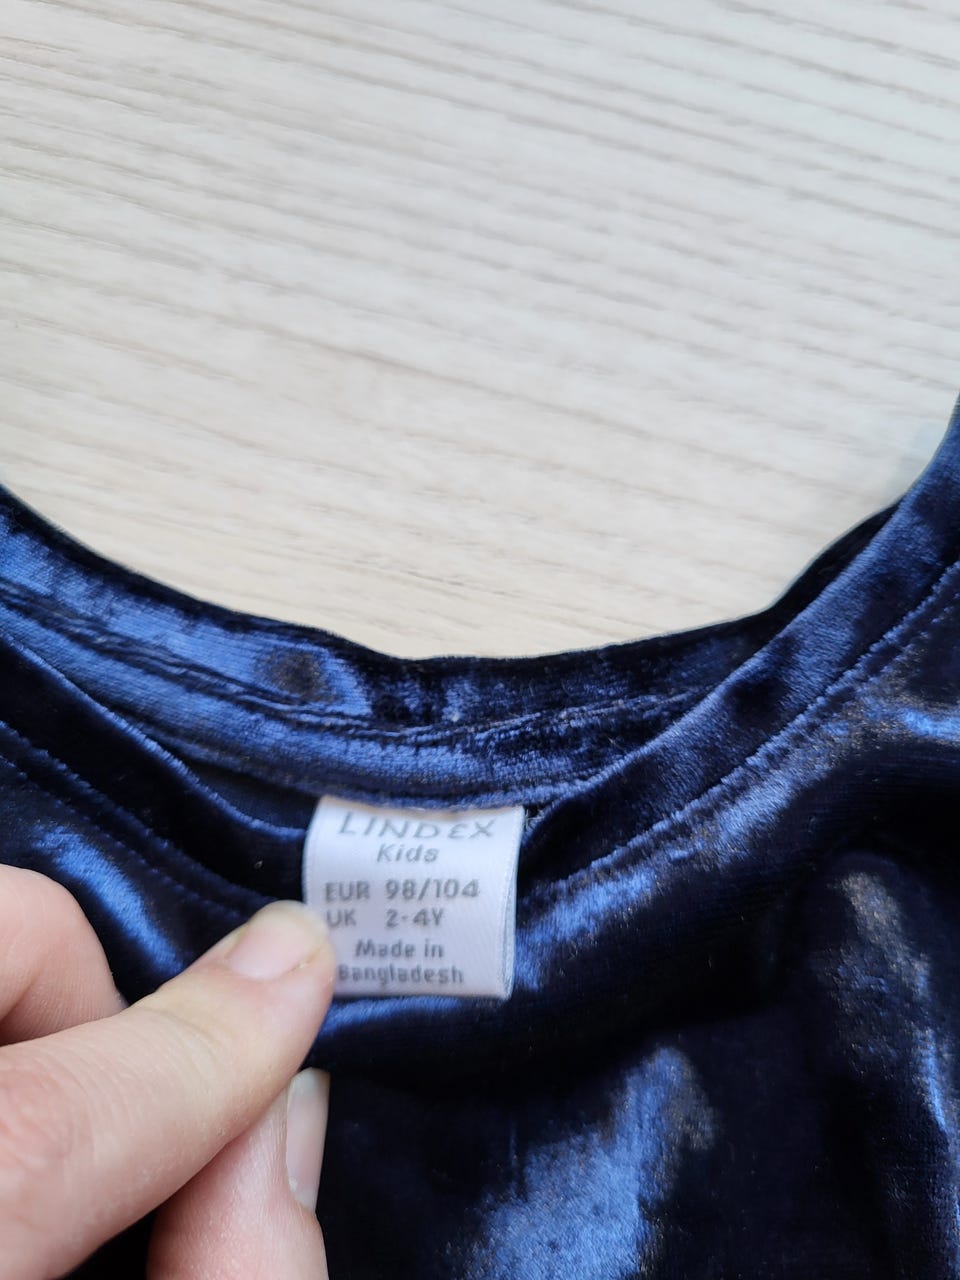 LINDEX
Kids
EUR 98/104
UK 2-4Y
Made in
Bangladesh